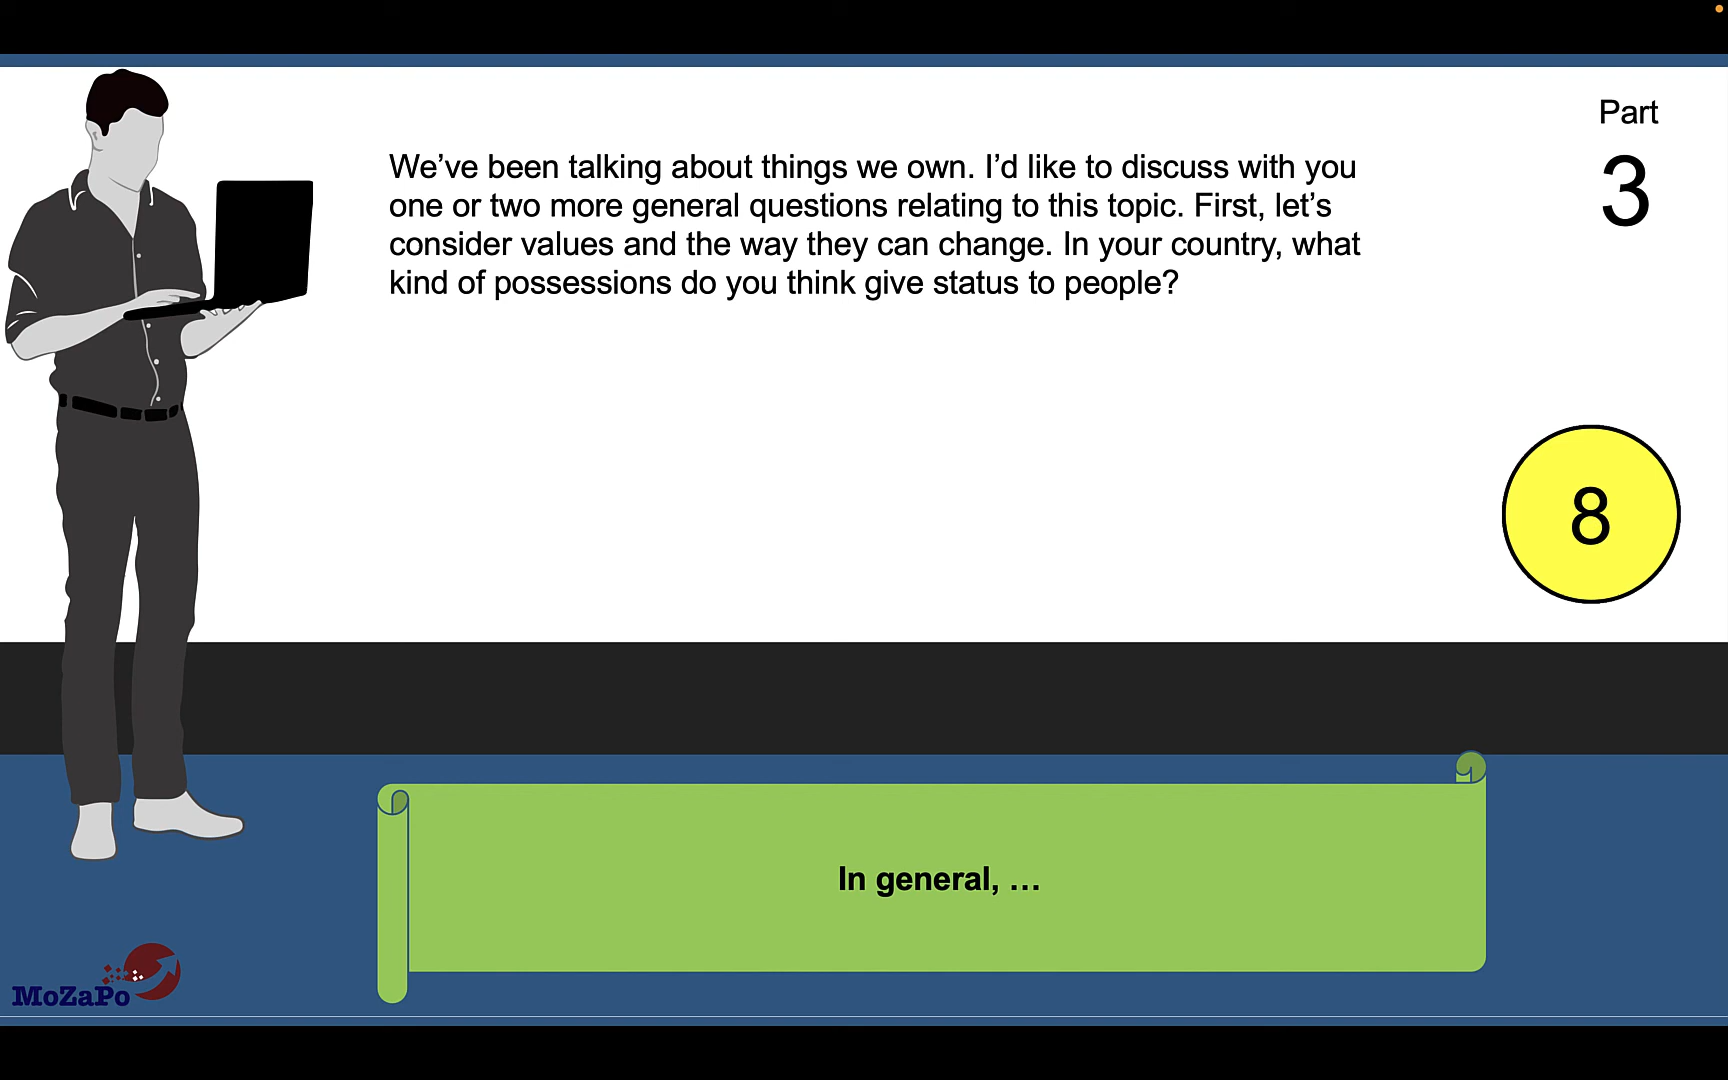 Part
3
We’ve been talking about things we own. I’d like to discuss with you
one or two more general questions relating to this topic. First, let’s
consider values and the way they can change. In your country, what
kind of possessions do you think give status to people?
8
In general, …
MoZaPo